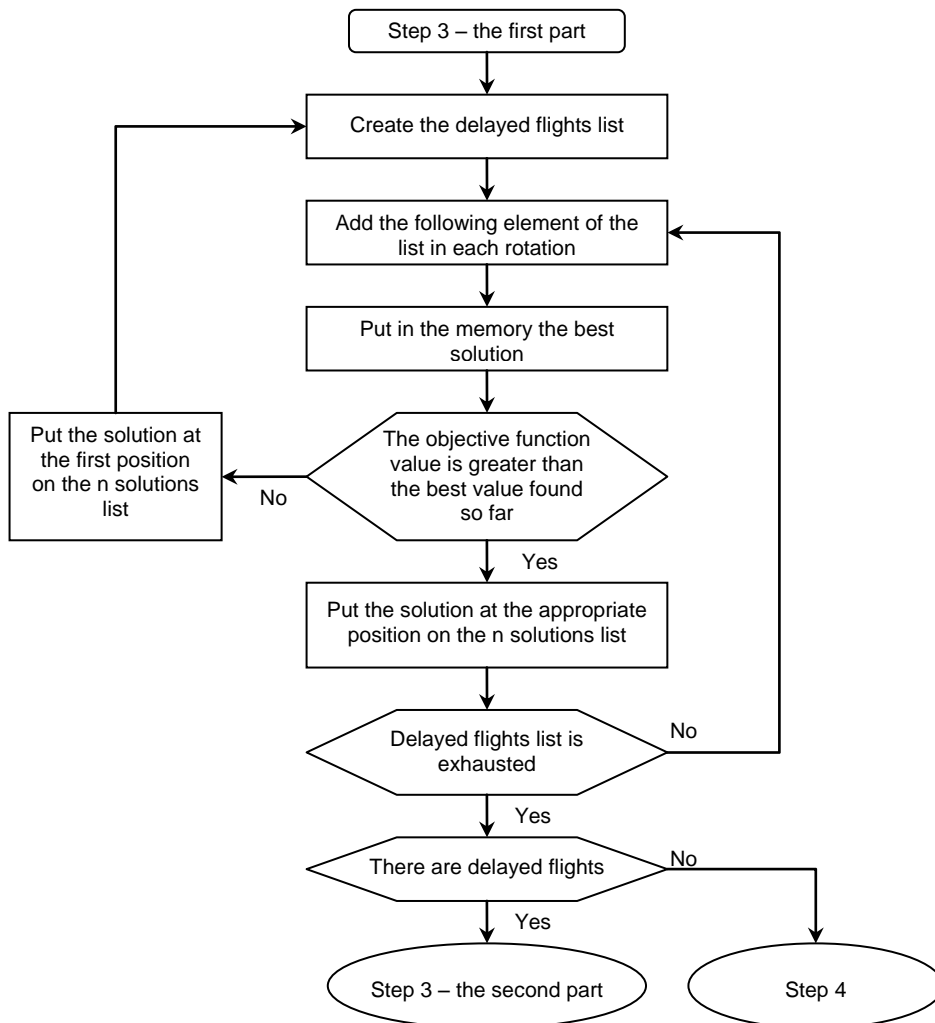 Step 3 – the first part
Create the delayed flights list
Add the following element of the
list in each rotation
Put in the memory the best
solution
Put the solution at
the first position
on the n solutions
list
No
The objective function
value is greater than
the best value found
so far
Yes
Put the solution at the appropriate
position on the n solutions list
Delayed flights list is
exhausted
No
Yes
There are delayed flights
No
Yes
Step 3 – the second part
Step 4